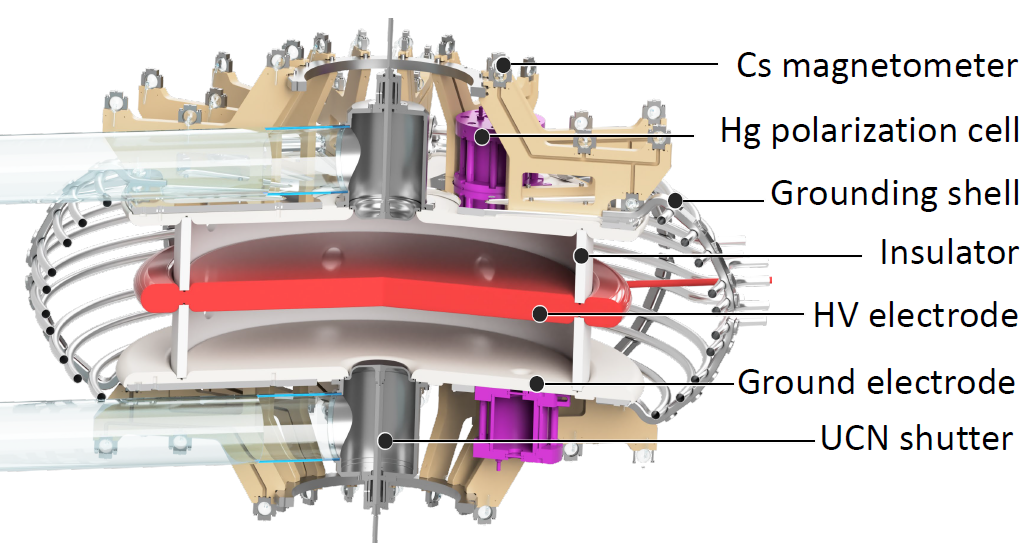 Cs magnetometer
Hg polarization cell
Grounding shell
Insulator
HV electrode
Ground electrode
UCN shutter